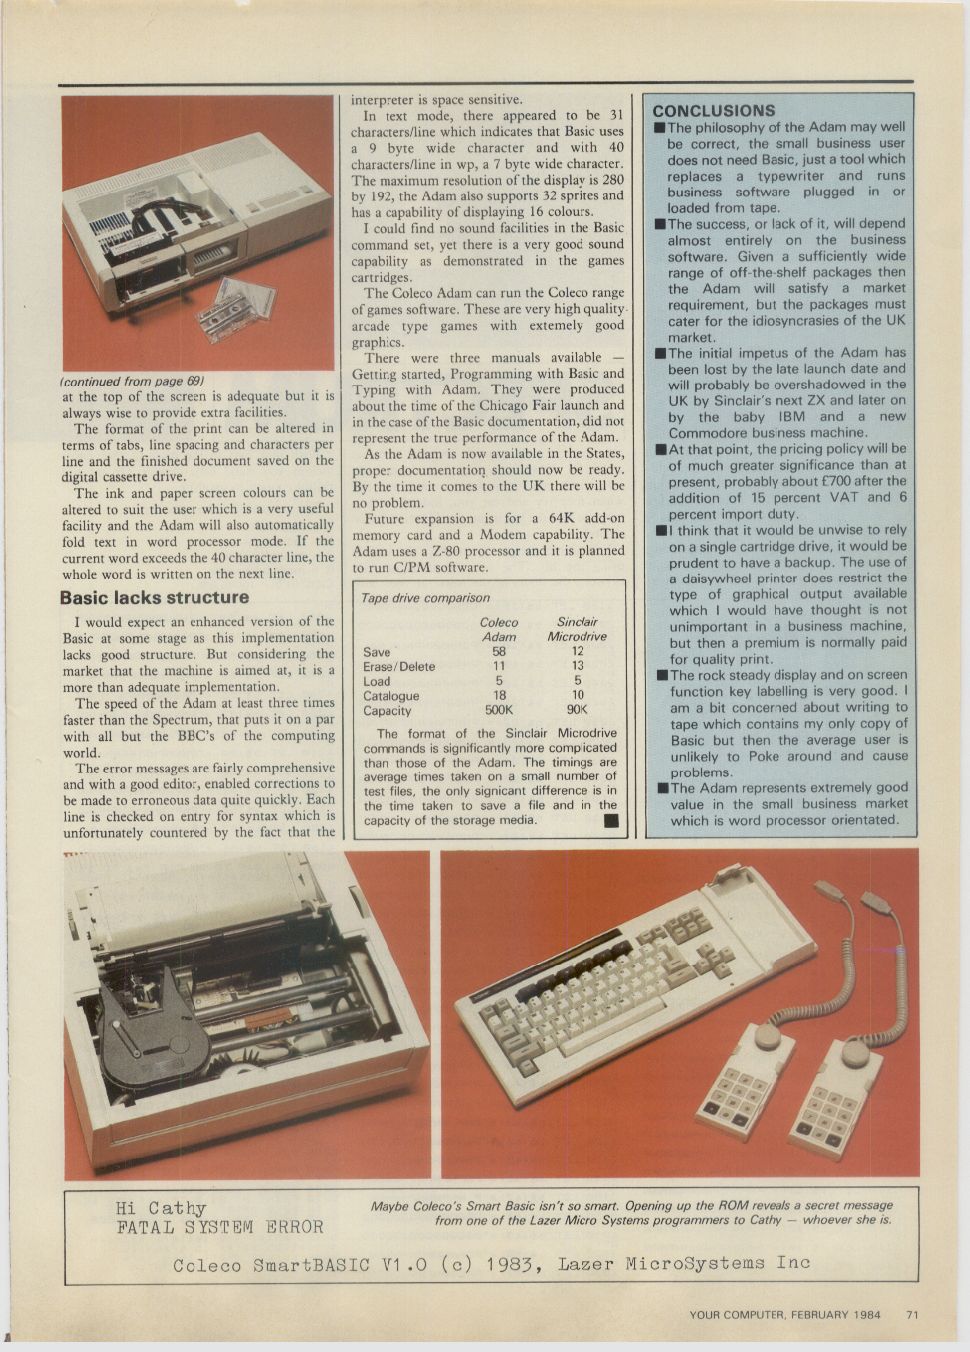 (continued from page 69)
at the top of the screen is adequate but it is
always wise to provide extra facilities.
The format of the print can be altered in
terms of tabs, line spacing and characters per
line and the finished document saved on the
digital cassette drive.
The ink and paper screen colours can be
altered to suit the user which is a very useful
facility and the Adam will also automatically
fold text in word processor mode. If the
current word exceeds the 40 character line, the
whole word is written on the next line.
Basic lacks structure
I would expect an enhanced version of the
Basic at some stage as this implementation
lacks good structure. But considering the
market that the machine is aimed at, it is a
more than adequate implementation.
The speed of the Adam at least three times
faster than the Spectrum, that puts it on a par
with all but the BBC's of the computing
world.
The error messages are fairly comprehensive
and with a good editor, enabled corrections to
be made to erroneous data quite quickly. Each
line is checked on entry for syntax which is
unfortunately countered by the fact that the
interpreter is space sensitive.
In text mode, there appeared to be 31
characters/line which indicates that Basic uses
a 9 byte wide character and with 40
characters/line in wp, a 7 byte wide character.
The maximum resolution of the display is 280
by 192, the Adam also supports 32 sprites and
has a capability of displaying 16 colours.
I could find no sound facilities in the Basic
command set, yet there is a very good sound
capability as demonstrated in the games
cartridges.
The Coleco Adam can run the Coleco range
of games software. These are very high quality
arcade type games with extemely good
graphics.
There were three manuals available —
Getting started, Programming with Basic and
Typing with Adam. They were produced
about the time of the Chicago Fair launch and
in the case of the Basic documentation, did not
represent the true performance of the Adam.
As the Adam is now available in the States,
proper documentation should now be ready.
By the time it comes to the UK there will be
no problem.
Future expansion is for a 64K add-on
memory card and a Modem capability. The
Adam uses a Z-80 processor and it is planned
to run C/PM software.
Tape drive comparison
Coleco Sinclair
Adam Microdrive
Save 58 12
Erase/Delete 11 13
Load 5 5
Catalogue 18 10
Capacity 500K 90K
The format of the Sinclair Microdrive
commands is significantly more complicated
than those of the Adam. The timings are
average times taken on a small number of
test files, the only signicant difference is in
the time taken to save a file and in the
capacity of the storage media. ■
CONCLUSIONS
■ The philosophy of the Adam may well
be correct, the small business user
does not need Basic, just a tool which
replaces a typewriter and runs
business software plugged in or
loaded from tape.
■ The success, or lack of it, will depend
almost entirely on the business
software. Given a sufficiently wide
range of off-the-shelf packages then
the Adam will satisfy a market
requirement, but the packages must
cater for the idiosyncrasies of the UK
market.
■ The initial impetus of the Adam has
been lost by the late launch date and
will probably be overshadowed in the
UK by Sinclair's next ZX and later on
by the baby IBM and a new
Commodore business machine.
■ At that point, the pricing policy will be
of much greater significance than at
present, probably about £700 after the
addition of 15 percent VAT and 6
percent import duty.
■ I think that it would be unwise to rely
on a single cartridge drive, it would be
prudent to have a backup. The use of
a daisywheel printer does restrict the
type of graphical output available
which I would have thought is not
unimportant in a business machine,
but then a premium is normally paid
for quality print.
■ The rock steady display and on screen
function key labelling is very good. I
am a bit concerned about writing to
tape which contains my only copy of
Basic but then the average user is
unlikely to Poke around and cause
problems.
■ The Adam represents extremely good
value in the small business market
which is word processor orientated.
Hi Cathy
FATAL SYSTEM ERROR
Maybe Coleco's Smart Basic isn't so smart. Opening up the ROM reveals a secret message
from one of the Lazer Micro Systems programmers to Cathy — whoever she is.
Coleco SmartBASIC V1.0 (c) 1983, Lazer MicroSystems Inc
YOUR COMPUTER, FEBRUARY 1984 71